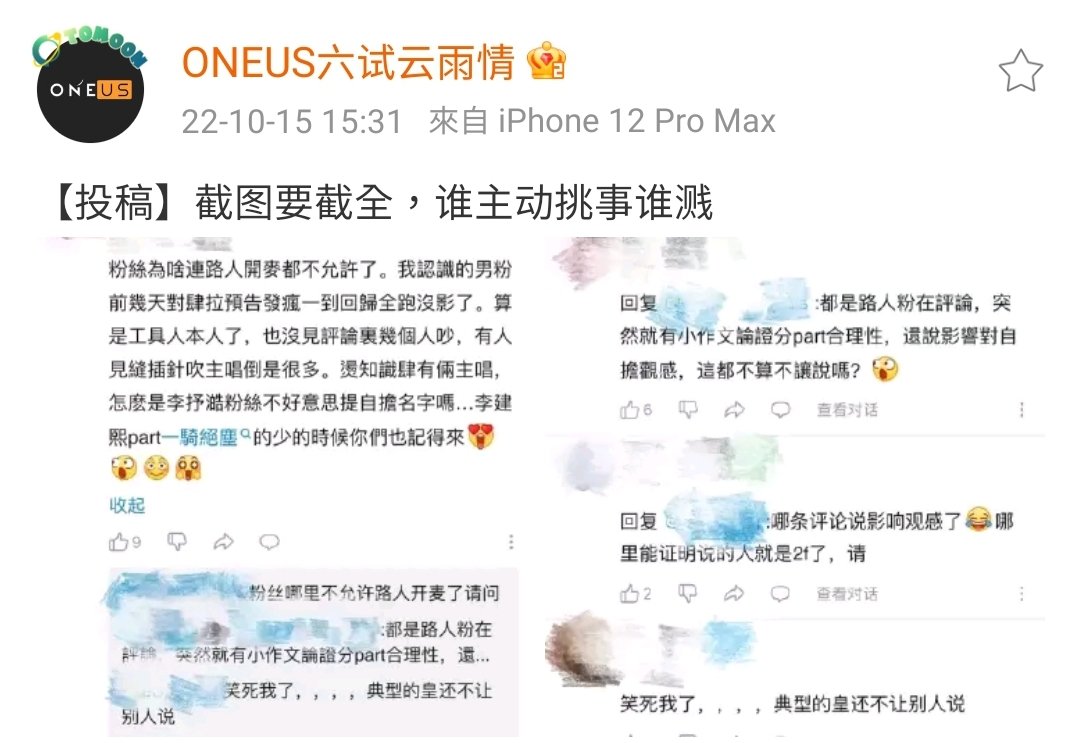 TOMOON
ONEUS
ONEUS六试云雨情
22-10-15 15:31 來自 iPhone 12 Pro Max
【投稿】截图要截全，谁主动挑事谁溅
粉絲為啥連路人開麥都不允許了。我認識的男粉
前幾天對肆拉預告發瘋一到回歸全跑沒影了。算
是工具人本人了，也沒見評論裏幾個人吵，有人
見縫插針吹主唱倒是很多。燙知識肆有倆主唱，
怎麽是李抒澔粉絲不好意思提自擔名字嗎...李建
熙part一騎絕塵的少的時候你們也記得來
收起
9
粉丝哪里不允许路人开麦了请问
:都是路人粉在
評論，突然就有小作文論證分part合理性，還...
笑死我了，，，，典型的皇还不让
别人说
回复 :都是路人粉在評論，突
然就有小作文論證分part合理性，還說影響對自
擔觀感，這都不算不讓說嗎？
6 查看对话
回复 :哪条评论说影响观感了 哪
里能证明说的人就是2f了，请
2 查看对话
笑死我了，，，，典型的皇还不让别人说